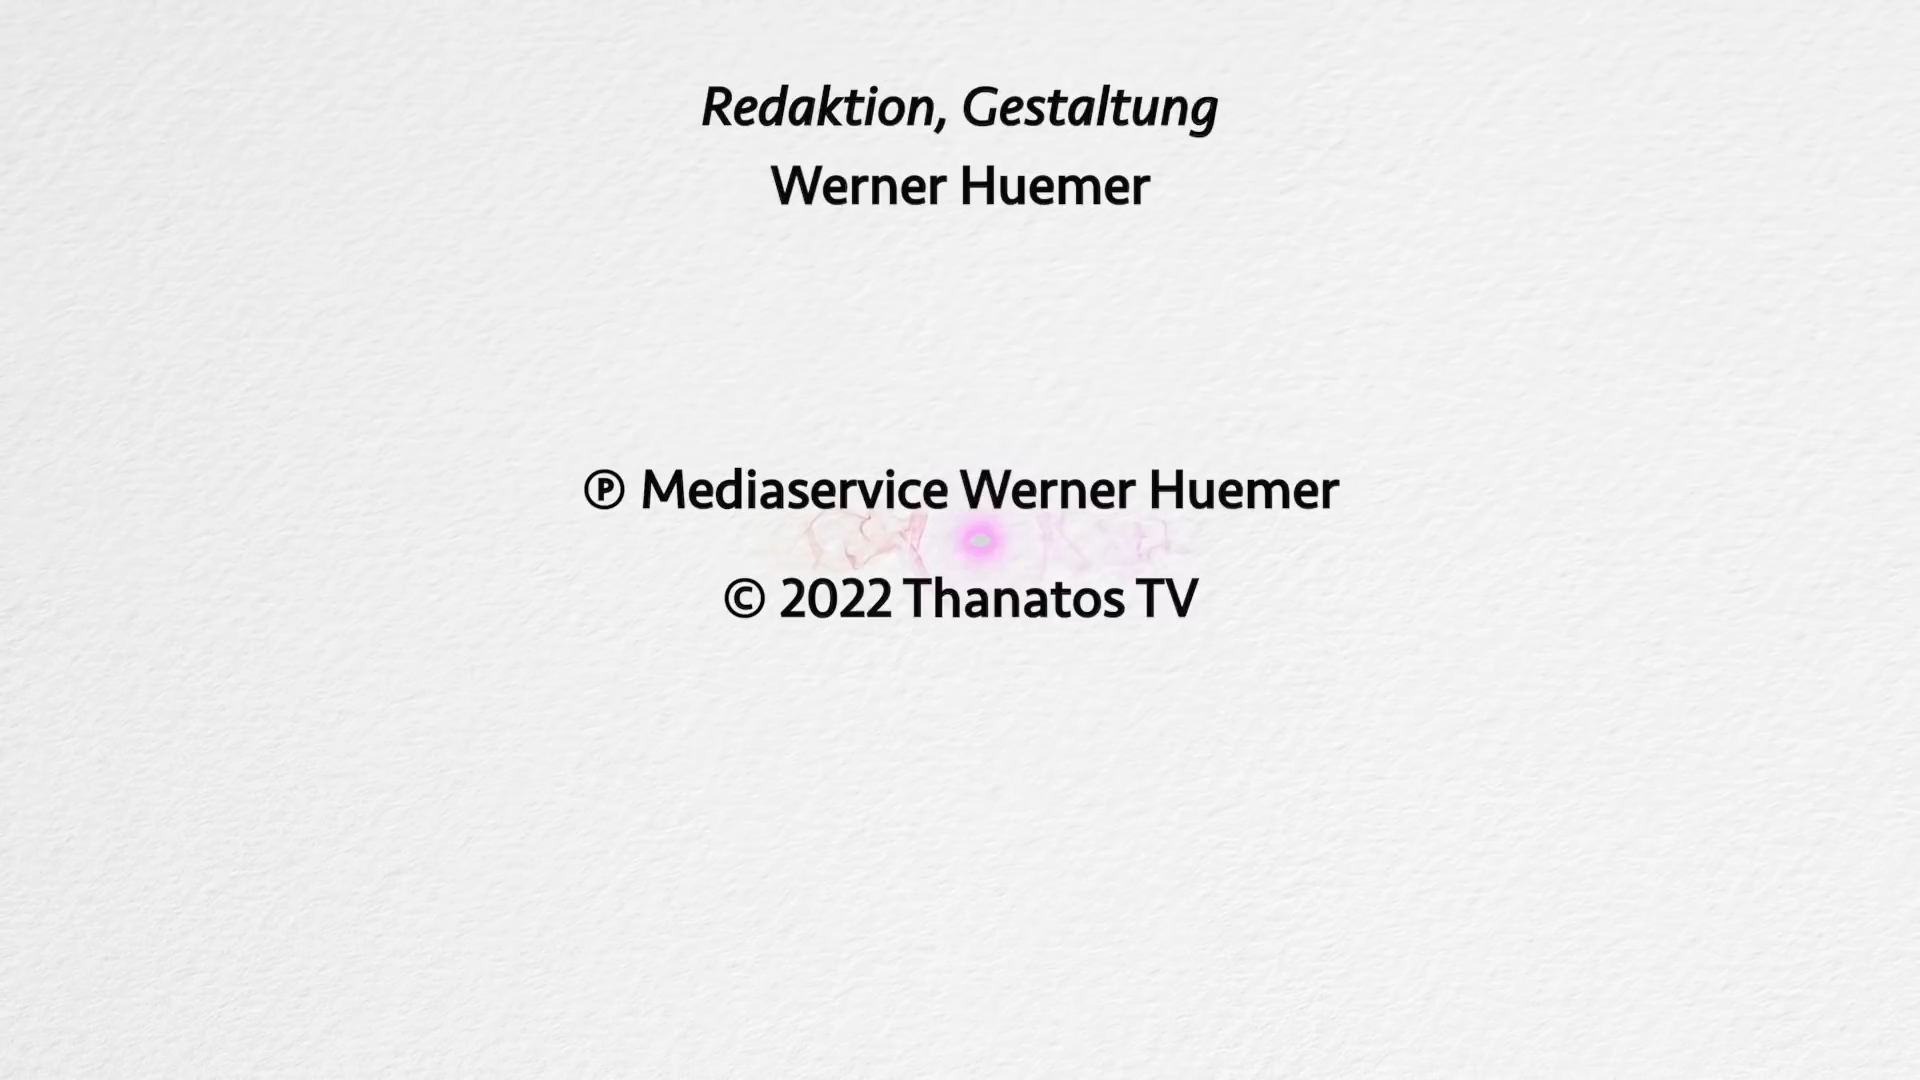 Redaktion, Gestaltung
Werner Huemer
℗ Mediaservice Werner Huemer
© 2022 Thanatos TV